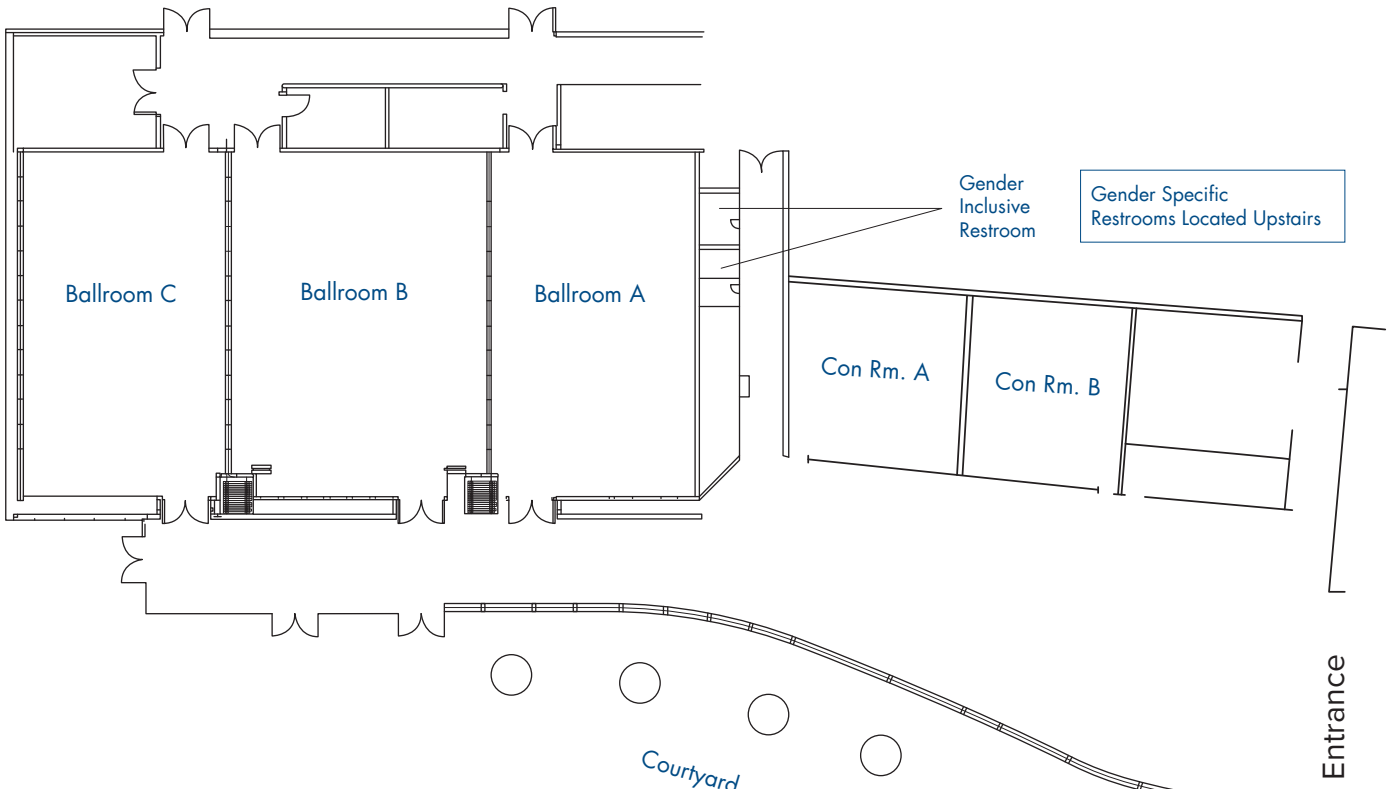 Gender
Inclusive
Restroom
Gender Specific
Restrooms Located Upstairs
Ballroom C
Ballroom B
Ballroom A
Con Rm. A
Con Rm. B
Entrance
Courtyard